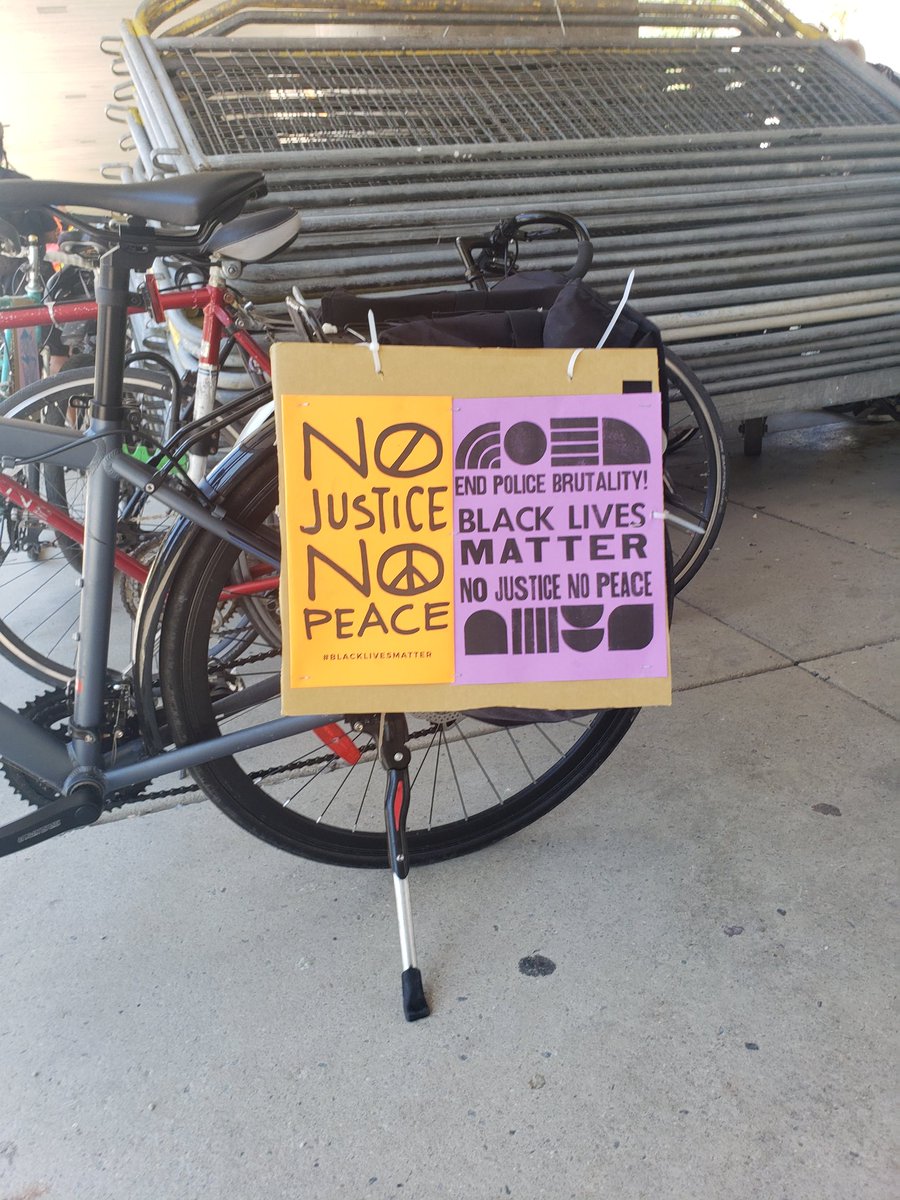 NO
JUSTICE
NO
PEACE
#BLACKLIVESMATTER
END POLICE BRUTALITY!
BLACK LIVES
MATTER
NO JUSTICE NO PEACE